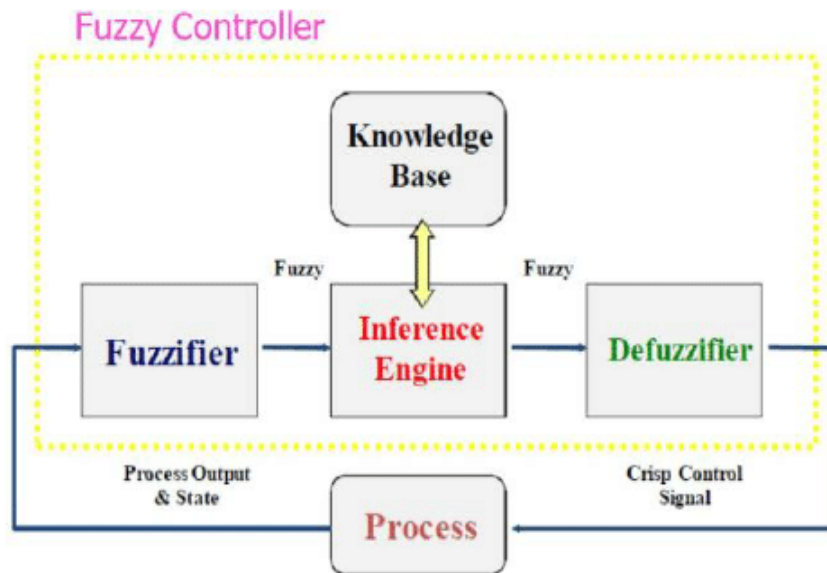 Fuzzy Controller
Knowledge
Base
Fuzzy
Fuzzy
Fuzzifier
Inference
Engine
Defuzzifier
Process Output
& State
Crisp Control
Signal
Process